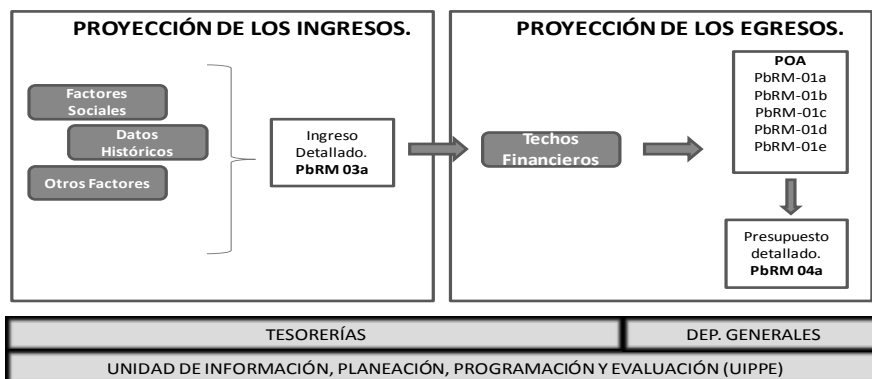 PROYECCIÓN DE LOS INGRESOS.
Factores
Sociales
Datos
Históricos
Otros Factores
Ingreso
Detallado.
PbRM 03a
PROYECCIÓN DE LOS EGRESOS.
Techos
Financieros
POA
PbRM-01a
PbRM-01b
PbRM-01c
PbRM-01d
PbRM-01e
Presupuesto
detallado.
PbRM 04a
TESORERÍAS
DEP. GENERALES
UNIDAD DE INFORMACIÓN, PLANEACIÓN, PROGRAMACIÓN Y EVALUACIÓN (UIPPE)